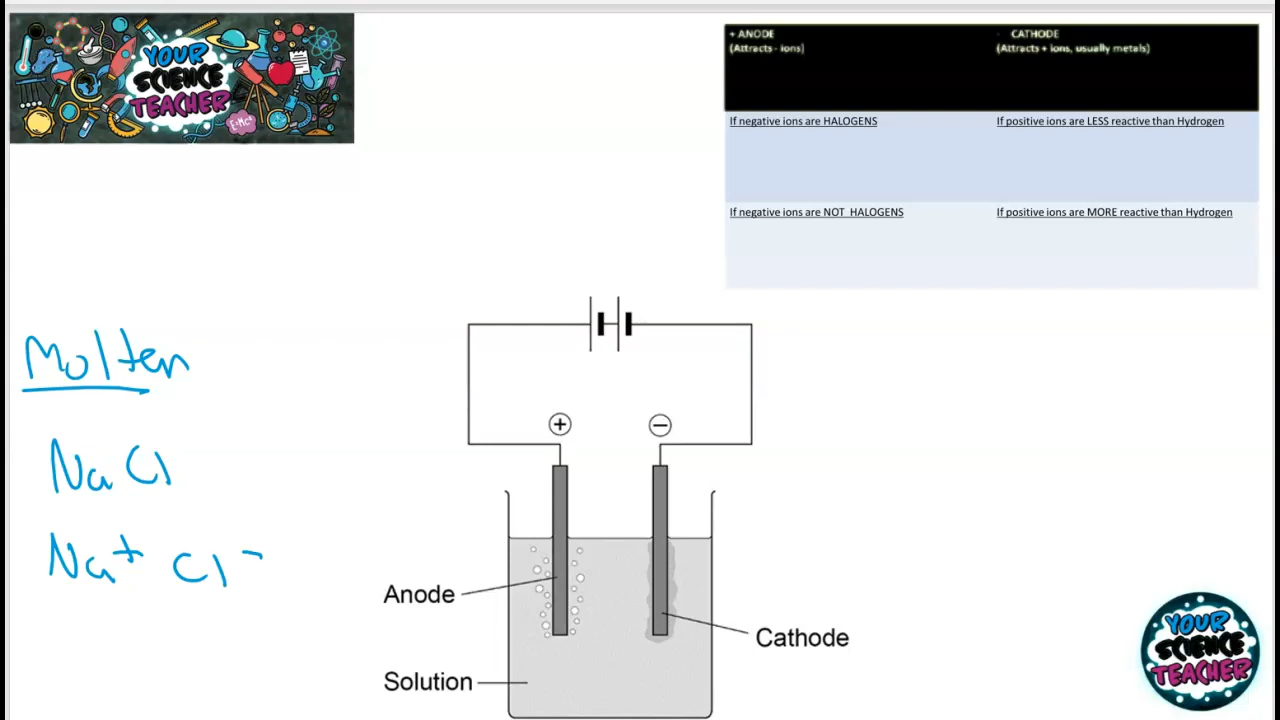 YOUR
SCIENCE
TEACHER
E=MC²
+ ANODE
(Attracts - ions)
- CATHODE
(Attracts + ions, usually metals)
If negative ions are HALOGENS
If positive ions are LESS reactive than Hydrogen
If negative ions are NOT HALOGENS
If positive ions are MORE reactive than Hydrogen
Molten
NaCl
Na+ Cl-
+
−
Anode
Cathode
Solution
YOUR
SCIENCE
TEACHER